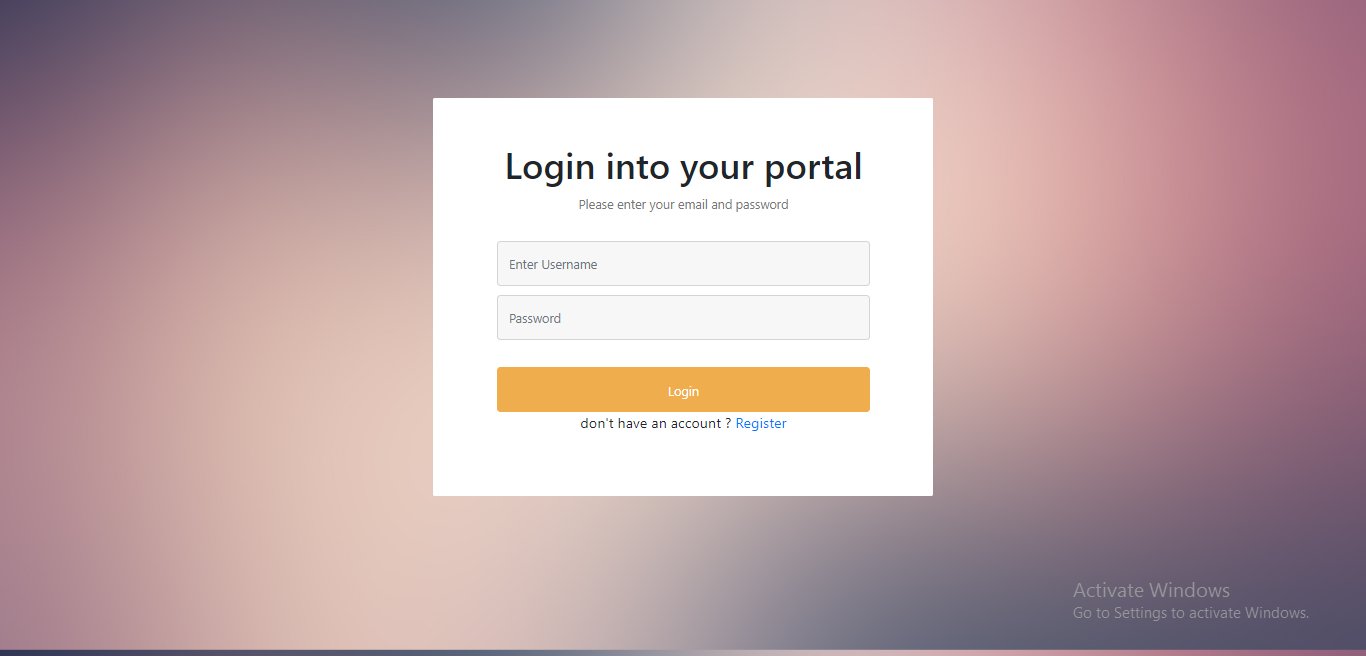 Login into your portal
Please enter your email and password
Enter Username
Password
Login
don't have an account ? Register
Activate Windows
Go to Settings to activate Windows.